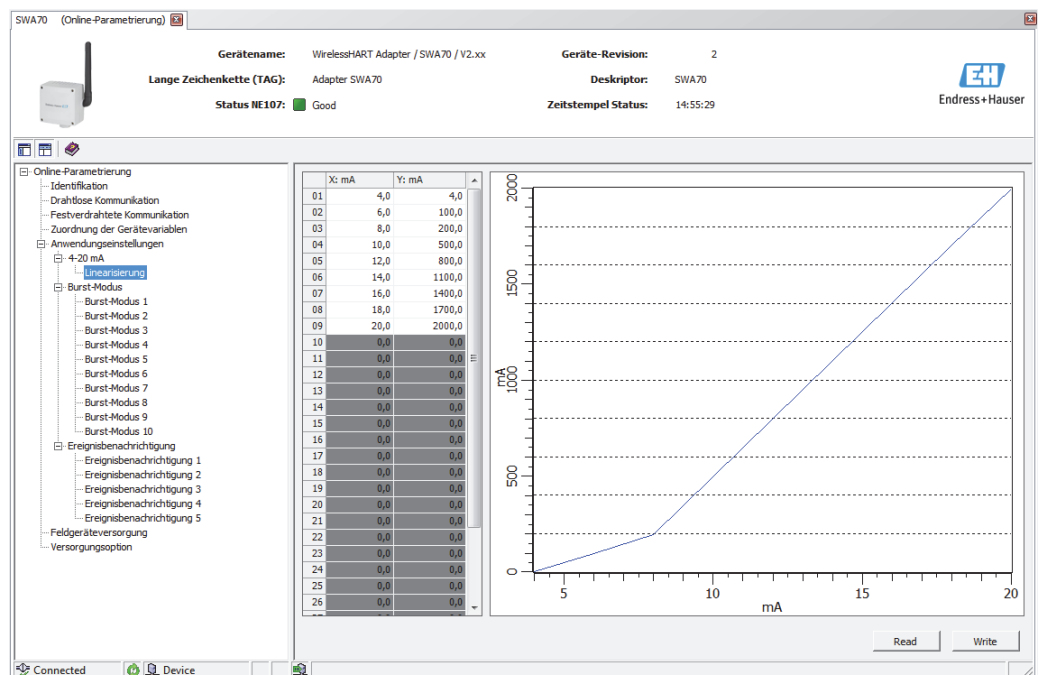 SWA70 (Online-Parametrierung)
Gerätename: WirelessHART Adapter / SWA70 / V2.xx Geräte-Revision: 2
Lange Zeichenkette (TAG): Adapter SWA70 Deskriptor: SWA70
Status NE107: Good Zeitstempel Status: 14:55:29
EH
Endress+Hauser
Online-Parametrierung
Identifikation
Drahtlose Kommunikation
Festverdrahtete Kommunikation
Zuordnung der Gerätevariablen
Anwendungseinstellungen
4-20 mA
Linearisierung
Burst-Modus
Burst-Modus 1
Burst-Modus 2
Burst-Modus 3
Burst-Modus 4
Burst-Modus 5
Burst-Modus 6
Burst-Modus 7
Burst-Modus 8
Burst-Modus 9
Burst-Modus 10
Ereignisbenachrichtigung
Ereignisbenachrichtigung 1
Ereignisbenachrichtigung 2
Ereignisbenachrichtigung 3
Ereignisbenachrichtigung 4
Ereignisbenachrichtigung 5
Feldgeräteversorgung
Versorgungsoption
X: mA Y: mA
01 4,0 4,0
02 6,0 100,0
03 8,0 200,0
04 10,0 500,0
05 12,0 800,0
06 14,0 1100,0
07 16,0 1400,0
08 18,0 1700,0
09 20,0 2000,0
10 0,0 0,0
11 0,0 0,0
12 0,0 0,0
13 0,0 0,0
14 0,0 0,0
15 0,0 0,0
16 0,0 0,0
17 0,0 0,0
18 0,0 0,0
19 0,0 0,0
20 0,0 0,0
21 0,0 0,0
22 0,0 0,0
23 0,0 0,0
24 0,0 0,0
25 0,0 0,0
26 0,0 0,0
2000
1500
1000
500
0
mA
5 10 15 20
mA
Read Write
Connected Device